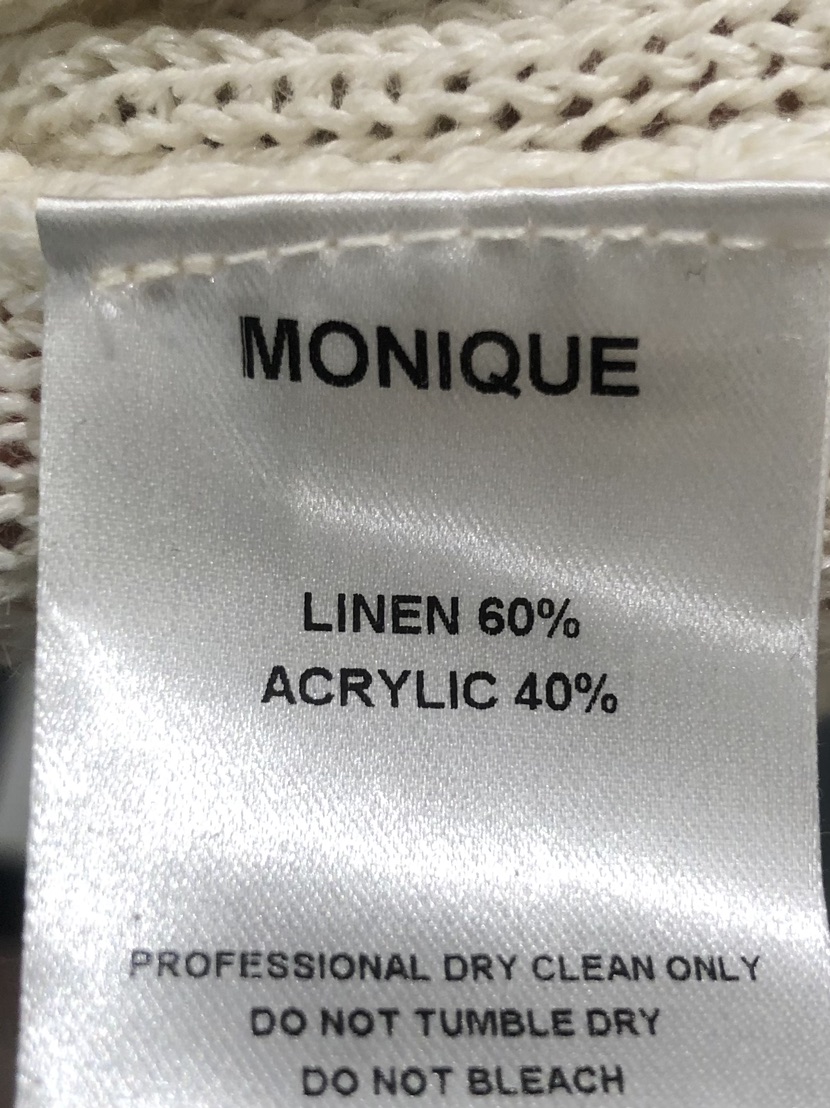 MONIQUE
LINEN 60%
ACRYLIC 40%
PROFESSIONAL DRY CLEAN ONLY
DO NOT TUMBLE DRY
DO NOT BLEACH